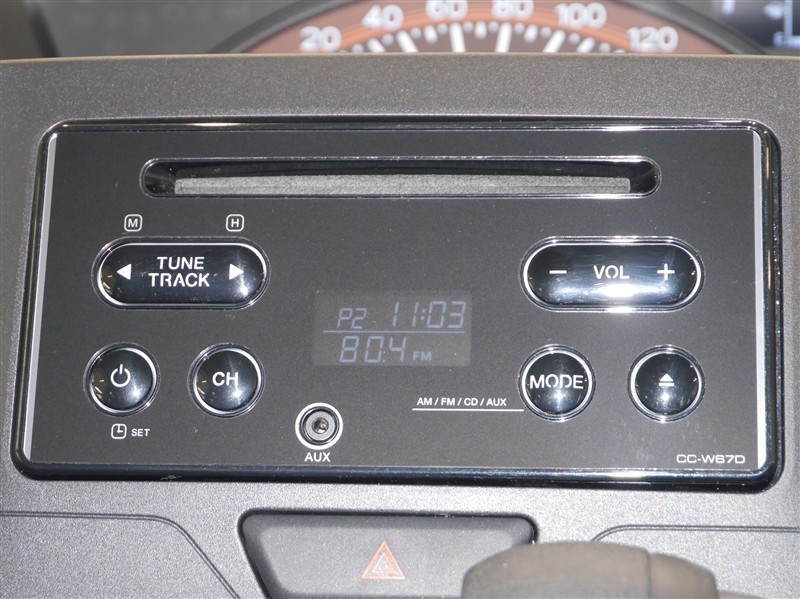 20 40 60 80 100 120
M H
TUNE
TRACK
− VOL +
P2 11:03
80.4 FM
CH
MODE
AM / FM / CD / AUX
SET
AUX
CC-W67D